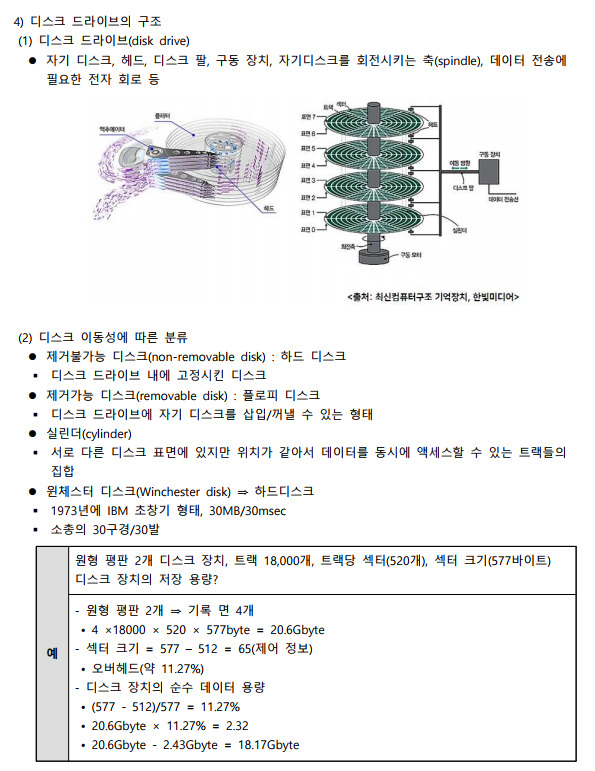 4) 디스크 드라이브의 구조
(1) 디스크 드라이브(disk drive)
● 자기 디스크, 헤드, 디스크 팔, 구동 장치, 자기디스크를 회전시키는 축(spindle), 데이터 전송에
필요한 전자 회로 등
플래터
액추에이터
헤드
트랙
섹터
표면 7
표면 6
표면 5
표면 4
표면 3
표면 2
표면 1
표면 0
헤드
구동 장치
이동 방향
디스크 팔
데이터 전송선
실린더
회전축
구동 모터
<출처: 최신컴퓨터구조 기억장치, 한빛미디어>
(2) 디스크 이동성에 따른 분류
● 제거불가능 디스크(non-removable disk) : 하드 디스크
▪ 디스크 드라이브 내에 고정시킨 디스크
● 제거가능 디스크(removable disk) : 플로피 디스크
▪ 디스크 드라이브에 자기 디스크를 삽입/꺼낼 수 있는 형태
● 실린더(cylinder)
▪ 서로 다른 디스크 표면에 있지만 위치가 같아서 데이터를 동시에 액세스할 수 있는 트랙들의
집합
● 윈체스터 디스크(Winchester disk) ⇒ 하드디스크
▪ 1973년에 IBM 초창기 형태, 30MB/30msec
▪ 소총의 30구경/30발
예
원형 평판 2개 디스크 장치, 트랙 18,000개, 트랙당 섹터(520개), 섹터 크기(577바이트)
디스크 장치의 저장 용량?
- 원형 평판 2개 ⇒ 기록 면 4개
• 4 ×18000 × 520 × 577byte = 20.6Gbyte
- 섹터 크기 = 577 – 512 = 65(제어 정보)
• 오버헤드(약 11.27%)
- 디스크 장치의 순수 데이터 용량
• (577 - 512)/577 = 11.27%
• 20.6Gbyte × 11.27% = 2.32
• 20.6Gbyte - 2.43Gbyte = 18.17Gbyte